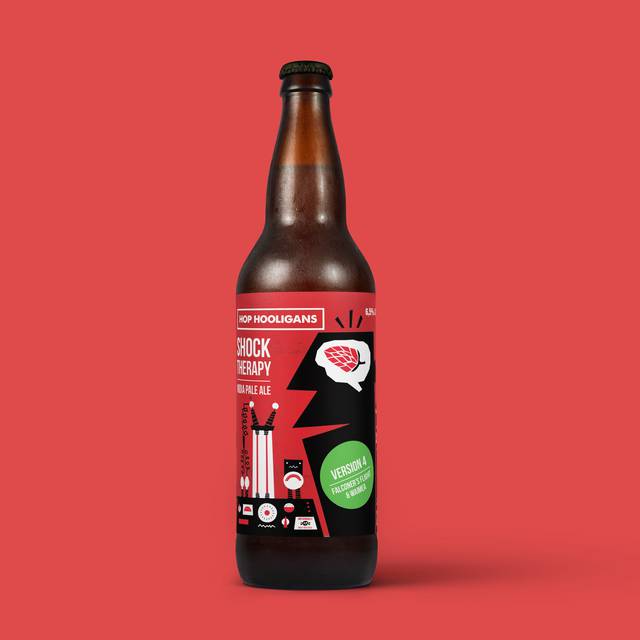 HOP HOOLIGANS
6,5%
SHOCK
THERAPY
INDIA PALE ALE
VERSION 4
FALCONER'S FLIGHT
& WAIMEA